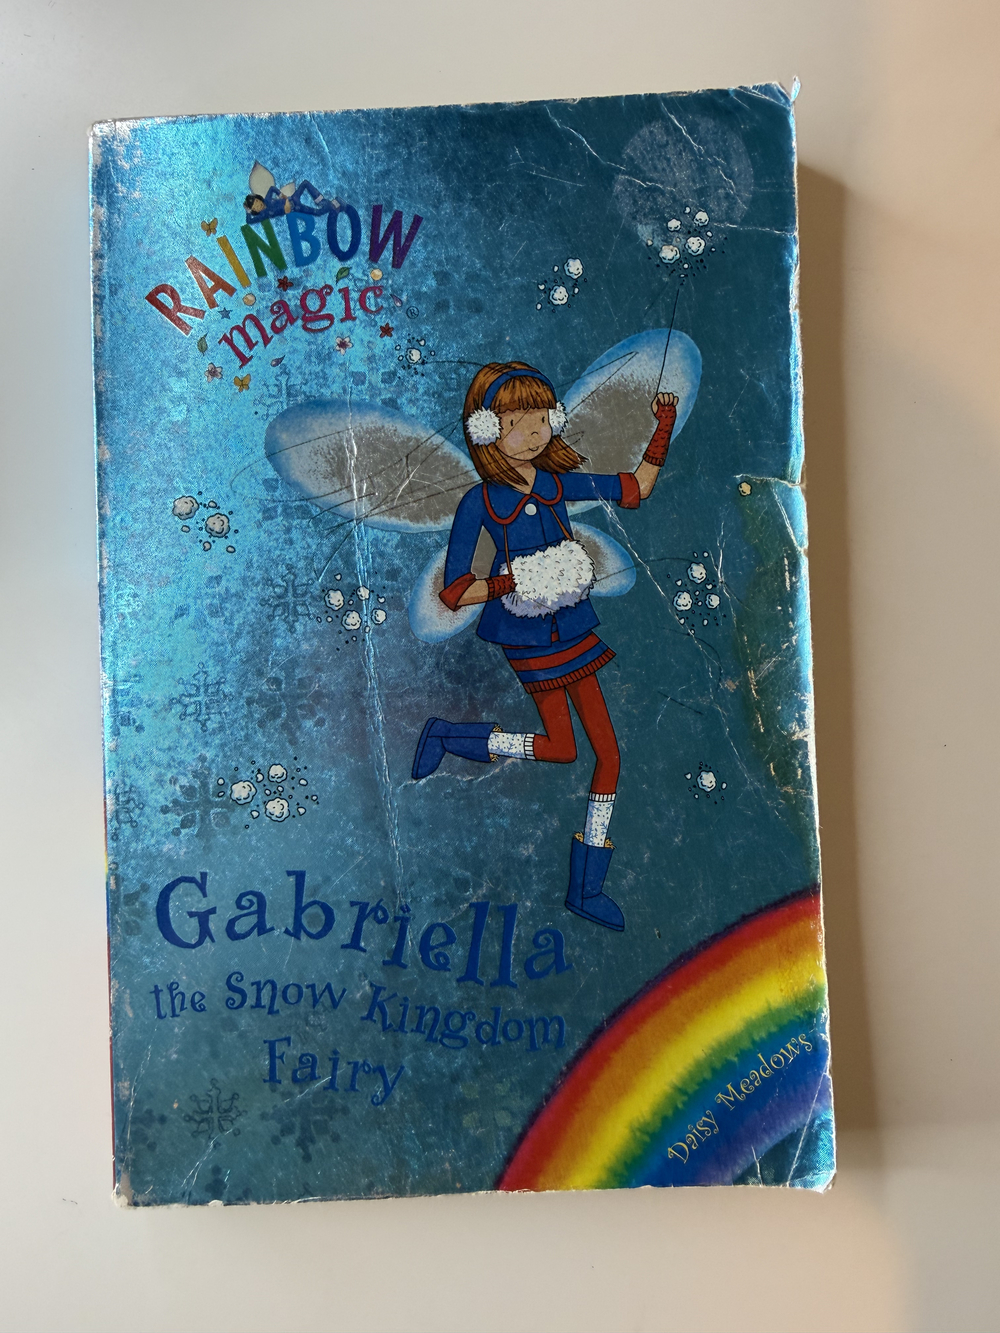 RAINBOW
magic®
Gabriella
the Snow Kingdom
Fairy
Daisy Meadows